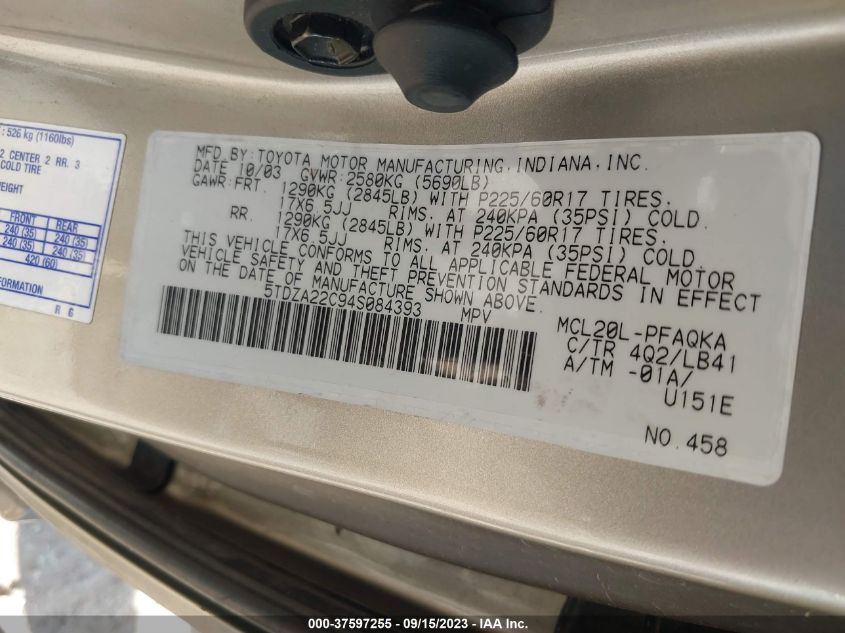 : 526 kg (1160lbs)
2 CENTER 2 RR. 3
COLD TIRE
WEIGHT
FRONT REAR
240 (35) 240 (35)
240 (35) 240 (35)
420 (60)
FORMATION
R 6
MFD. BY: TOYOTA MOTOR MANUFACTURING, INDIANA, INC.
DATE 10/03 GVWR: 2580KG (5690LB)
GAWR: FRT. 1290KG (2845LB) WITH P225/60R17 TIRES.
17X6.5JJ RIMS. AT 240KPA (35PSI) COLD.
RR. 1290KG (2845LB) WITH P225/60R17 TIRES.
17X6.5JJ RIMS. AT 240KPA (35PSI) COLD.
THIS VEHICLE CONFORMS TO ALL APPLICABLE FEDERAL MOTOR
VEHICLE SAFETY AND THEFT PREVENTION STANDARDS IN EFFECT
ON THE DATE OF MANUFACTURE SHOWN ABOVE.
5TDZA22C94S084393 MPV
MCL20L-PFAQKA
C/TR 4Q2/LB41
A/TM -01A/
U151E
NO. 458
000-37597255 - 09/15/2023 - IAA Inc.